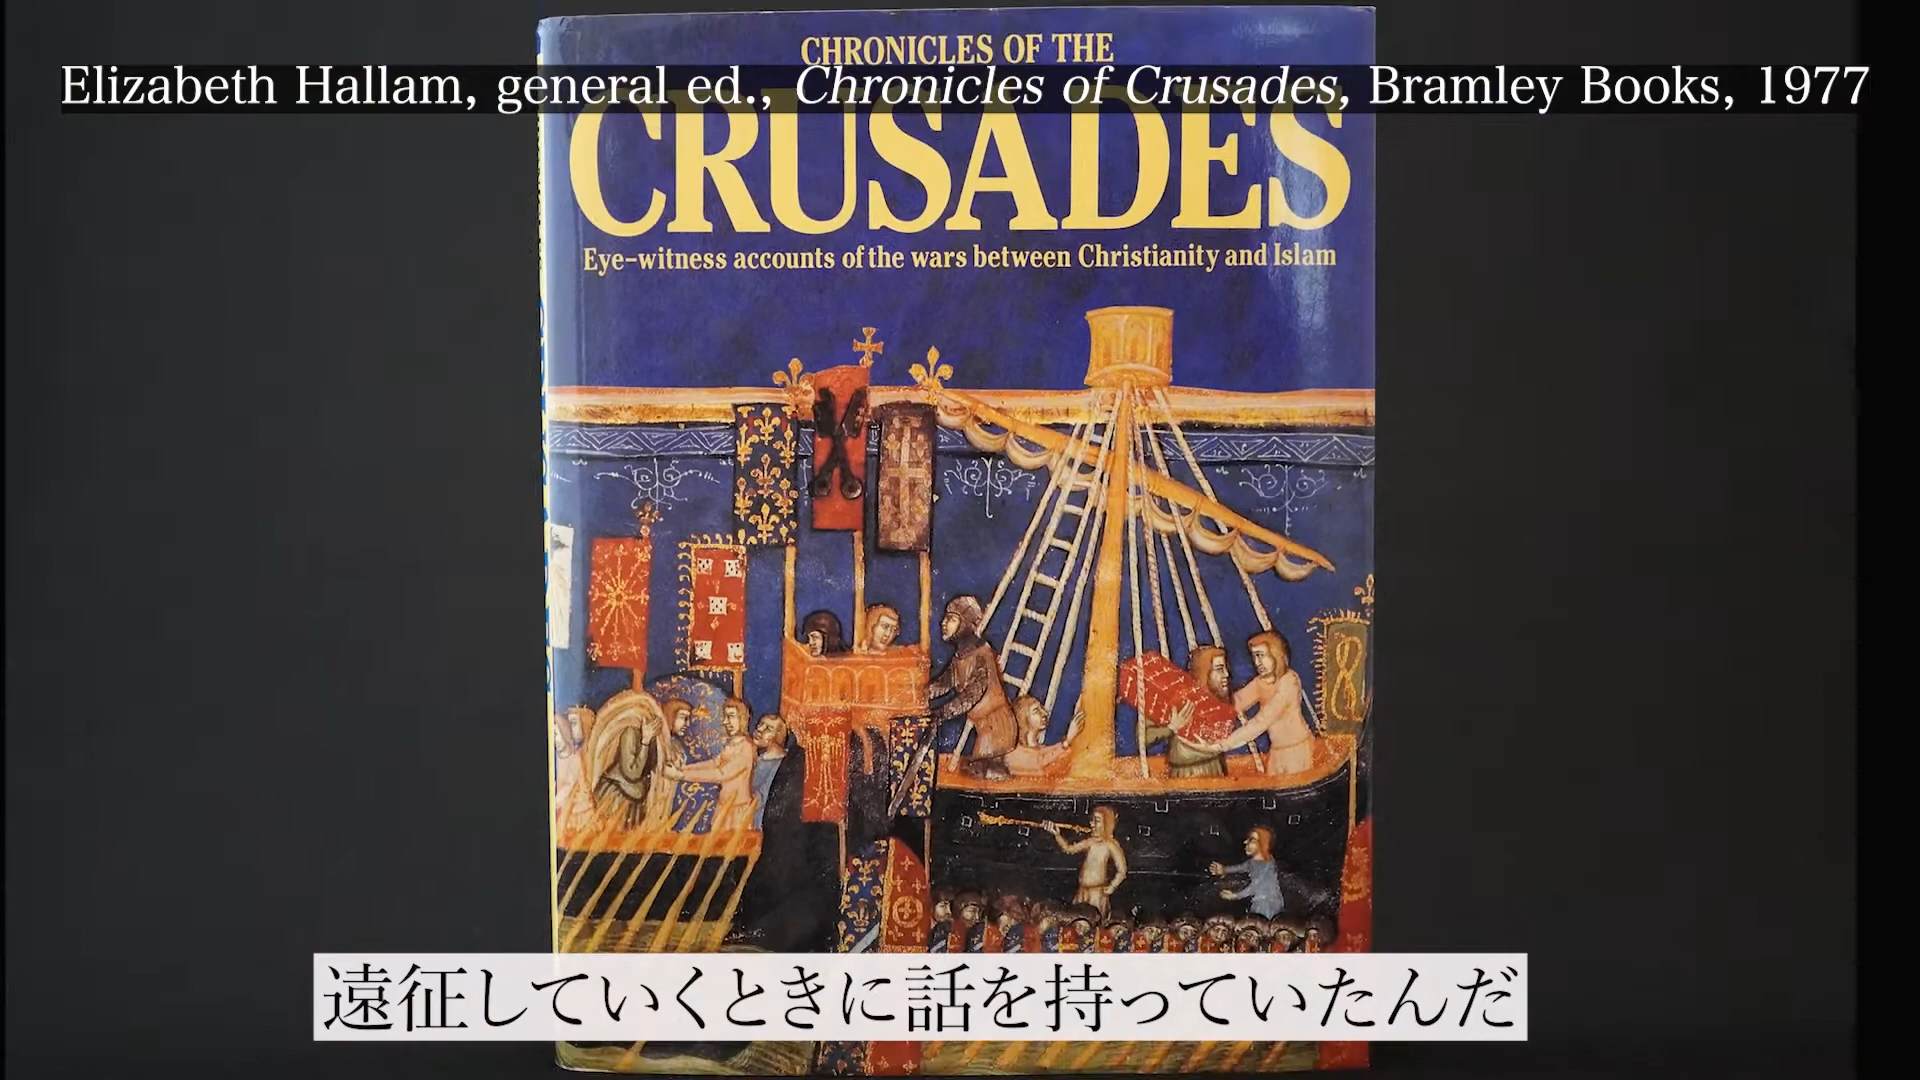 CHRONICLES OF THE
Elizabeth Hallam, general ed., Chronicles of Crusades, Bramley Books, 1977
CRUSADES
Eye-witness accounts of the wars between Christianity and Islam
遠征していくときに話を持っていたんだ